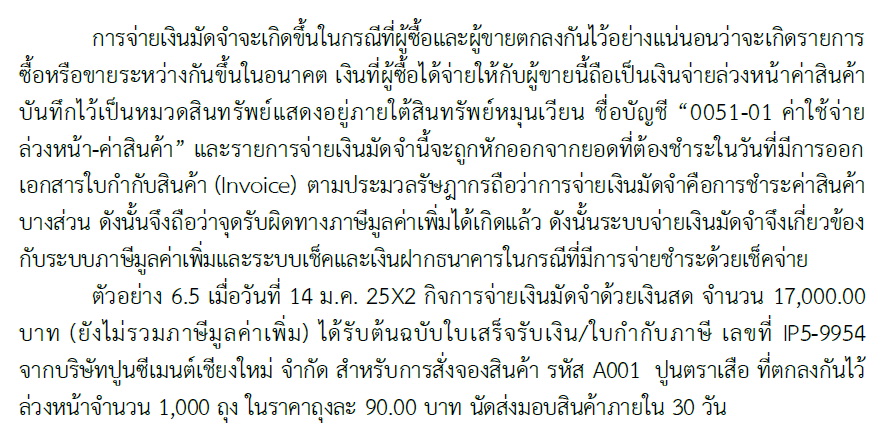 การจ่ายเงินมัดจำจะเกิดขึ้นในกรณีที่ผู้ซื้อและผู้ขายตกลงกันไว้อย่างแน่นอนว่าจะเกิดรายการ
ซื้อหรือขายระหว่างกันขึ้นในอนาคต เงินที่ผู้ซื้อได้จ่ายให้กับผู้ขายนี้ถือเป็นเงินจ่ายล่วงหน้าค่าสินค้า
บันทึกไว้เป็นหมวดสินทรัพย์แสดงอยู่ภายใต้สินทรัพย์หมุนเวียน ชื่อบัญชี “0051-01 ค่าใช้จ่าย
ล่วงหน้า-ค่าสินค้า” และรายการจ่ายเงินมัดจำนี้จะถูกหักออกจากยอดที่ต้องชำระในวันที่มีการออก
เอกสารใบกำกับสินค้า (Invoice) ตามประมวลรัษฎากรถือว่าการจ่ายเงินมัดจำคือการชำระค่าสินค้า
บางส่วน ดังนั้นจึงถือว่าจุดรับผิดทางภาษีมูลค่าเพิ่มได้เกิดแล้ว ดังนั้นระบบจ่ายเงินมัดจำจึงเกี่ยวข้อง
กับระบบภาษีมูลค่าเพิ่มและระบบเช็คและเงินฝากธนาคารในกรณีที่มีการจ่ายชำระด้วยเช็คจ่าย
ตัวอย่าง 6.5 เมื่อวันที่ 14 ม.ค. 25X2 กิจการจ่ายเงินมัดจำด้วยเงินสด จำนวน 17,000.00
บาท (ยังไม่รวมภาษีมูลค่าเพิ่ม) ได้รับต้นฉบับใบเสร็จรับเงิน/ใบกำกับภาษี เลขที่ IP5-9954
จากบริษัทปูนซีเมนต์เชียงใหม่ จำกัด สำหรับการสั่งจองสินค้า รหัส A001 ปูนตราเสือ ที่ตกลงกันไว้
ล่วงหน้าจำนวน 1,000 ถุง ในราคาถุงละ 90.00 บาท นัดส่งมอบสินค้าภายใน 30 วัน